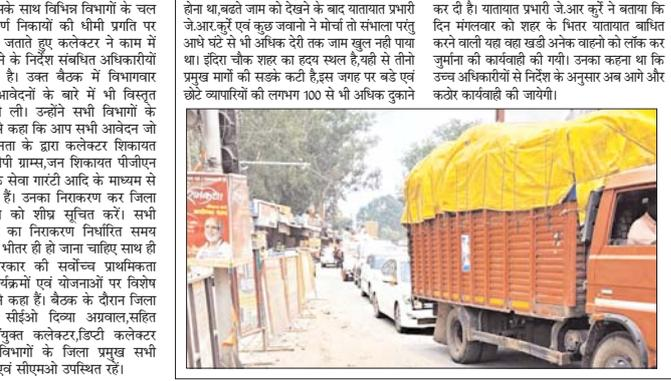 सके साथ विभिन्न विभागों के चल
र्ण निकायों की धीमी प्रगति पर
जताते हुए कलेक्टर ने काम में
ने के निर्देश संबधित अधिकारीयों
है। उक्त बैठक में विभागवार
आवेदनों के बारे में भी विस्तृत
ली। उन्होंने सभी विभागों के
से कहा कि आप सभी आवेदन जो
नता के द्वारा कलेक्टर शिकायत
पी ग्राम्स,जन शिकायत पीजीएन
सेवा गारंटी आदि के माध्यम से
हैं। उनका निराकरण कर जिला
को शीघ्र सूचित करें। सभी
का निराकरण निर्धारित समय
भीतर ही हो जाना चाहिए साथ ही
रकार की सर्वोच्च प्राथमिकता
र्यक्रमों एवं योजनाओं पर विशेष
ने कहा हैं। बैठक के दौरान जिला
सीईओ दिव्या अग्रवाल,सहित
युक्त कलेक्टर,डिप्टी कलेक्टर
विभागों के जिला प्रमुख सभी
एवं सीएमओ उपस्थित रहें।
होना था,बढते जाम को देखने के बाद यातायात प्रभारी
जे.आर.कुर्रे एवं कुछ जवानो ने मोर्चा तो संभाला परंतु
आधे घंटे से भी अधिक देरी तक जाम खुल नही पाया
था। इंदिरा चौक शहर का हदय स्थल है,यही से तीनो
प्रमुख मार्गो की सडके कटी है,इस जगह पर बडे एवं
छोटे व्यापारियों की लगभग 100 से भी अधिक दुकाने
कर दी है। यातायात प्रभारी जे.आर कुर्रे ने बताया कि
दिन मंगलवार को शहर के भितर यातायात बाधित
करने वाली यहा वहा खडी अनेक वाहनो को लॉक कर
जुर्माना की कार्यवाही की गयी। उनका कहना था कि
उच्च अधिकारीयों से निर्देश के अनुसार अब आगे और
कठोर कार्यवाही की जायेगी।